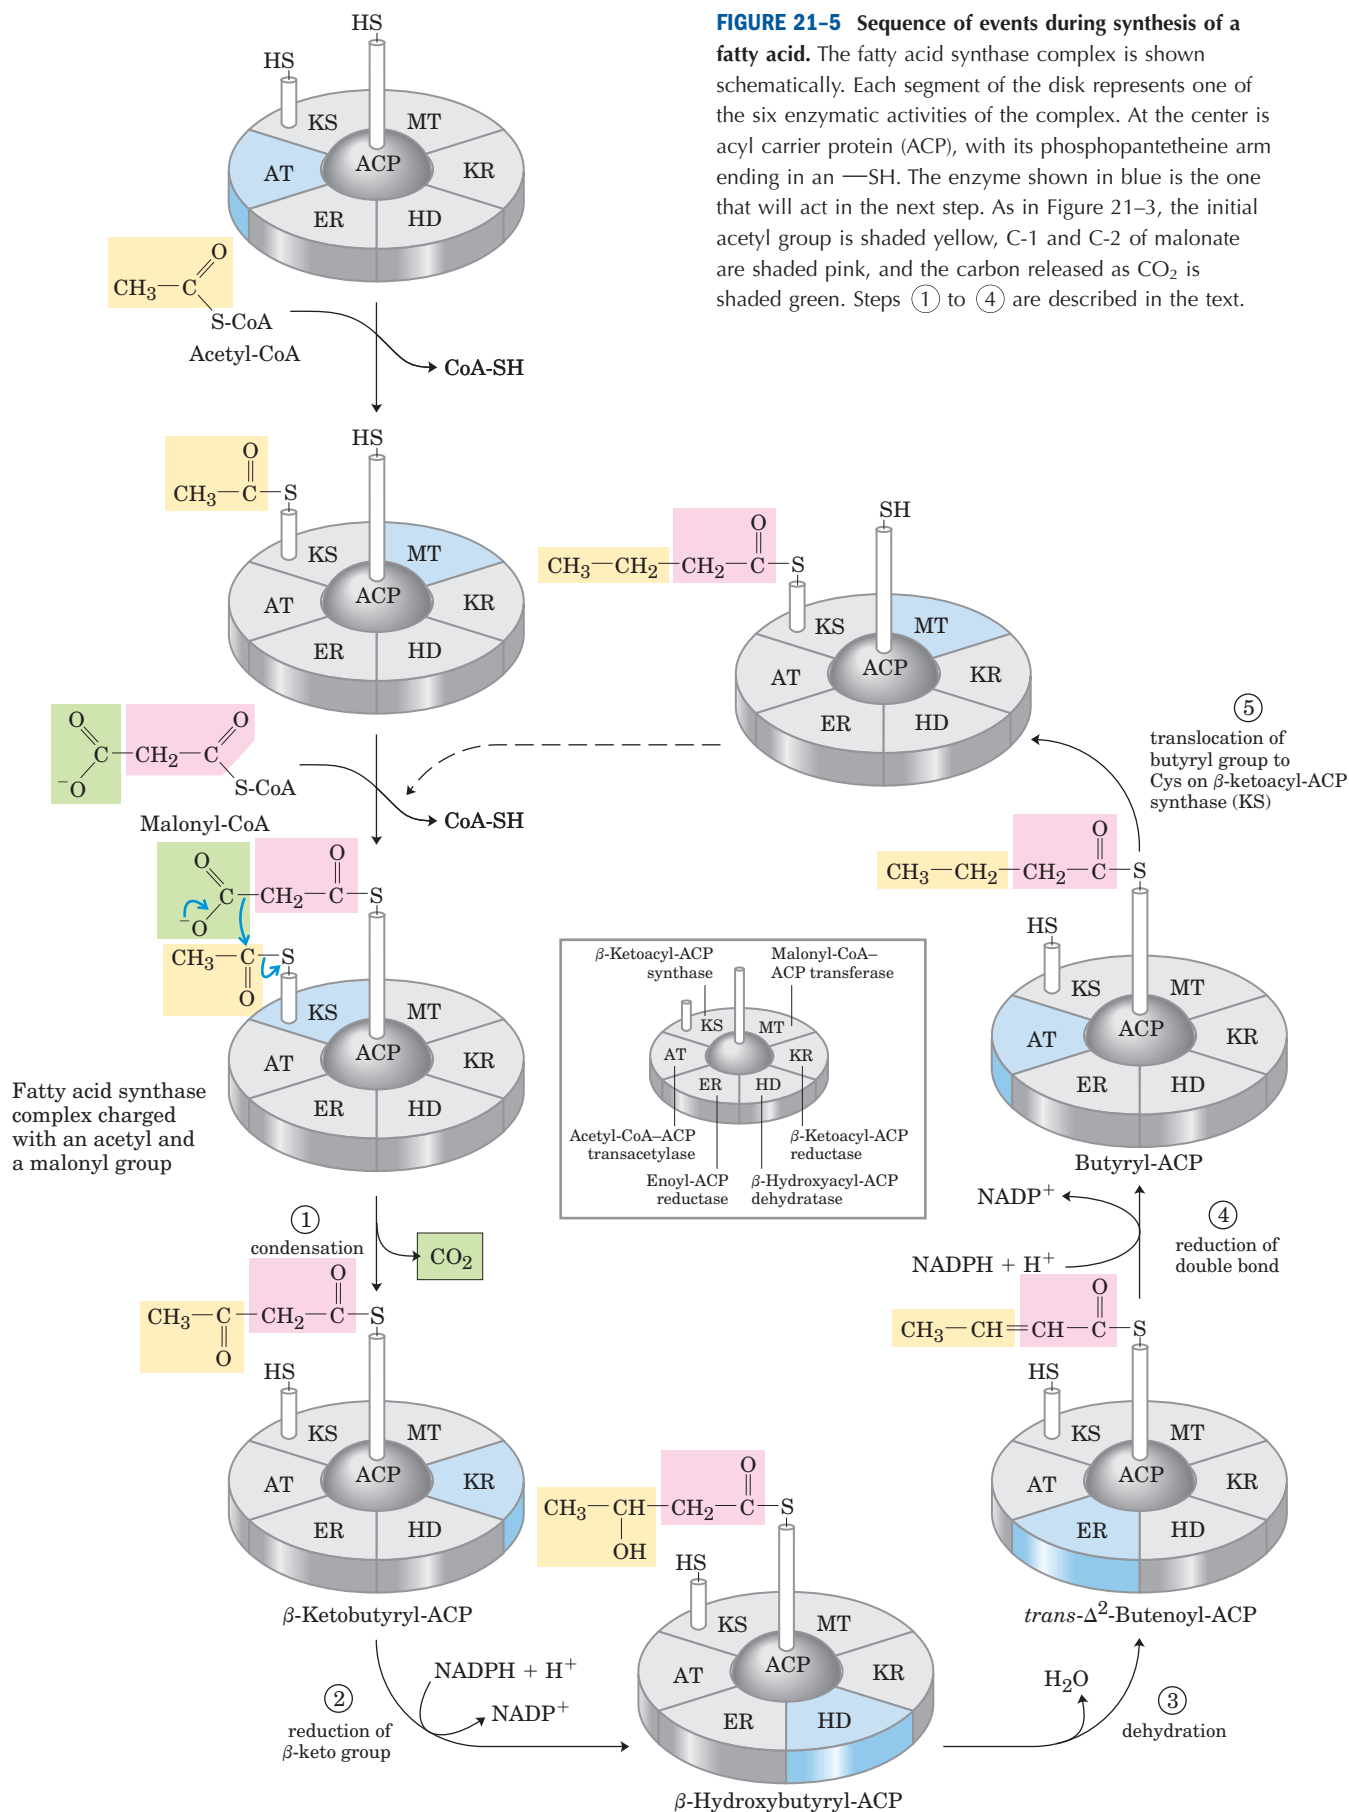 FIGURE 21–5 Sequence of events during synthesis of a
fatty acid. The fatty acid synthase complex is shown
schematically. Each segment of the disk represents one of
the six enzymatic activities of the complex. At the center is
acyl carrier protein (ACP), with its phosphopantetheine arm
ending in an —SH. The enzyme shown in blue is the one
that will act in the next step. As in Figure 21–3, the initial
acetyl group is shaded yellow, C-1 and C-2 of malonate
are shaded pink, and the carbon released as CO₂ is
shaded green. Steps ① to ④ are described in the text.
HS
HS
KS
MT
AT
ACP
KR
ER
HD
O
CH₃—C
S-CoA
Acetyl-CoA
CoA-SH
HS
O
CH₃—C—S
KS
MT
AT
ACP
KR
ER
HD
O
O
C—CH₂—C
⁻O
S-CoA
Malonyl-CoA
CoA-SH
O
O
C—CH₂—C—S
⁻O
CH₃—C—S
O
KS
MT
AT
ACP
KR
ER
HD
Fatty acid synthase
complex charged
with an acetyl and
a malonyl group
①
condensation
CO₂
O
CH₃—C—CH₂—C—S
O
HS
KS
MT
AT
ACP
KR
ER
HD
β-Ketobutyryl-ACP
②
reduction of
β-keto group
NADPH + H⁺
NADP⁺
O
CH₃—CH—CH₂—C—S
OH
HS
KS
MT
AT
ACP
KR
ER
HD
β-Hydroxybutyryl-ACP
H₂O
③
dehydration
O
CH₃—CH=CH—C—S
HS
KS
MT
AT
ACP
KR
ER
HD
trans-Δ²-Butenoyl-ACP
NADPH + H⁺
NADP⁺
④
reduction of
double bond
O
CH₃—CH₂—CH₂—C—S
HS
KS
MT
AT
ACP
KR
ER
HD
Butyryl-ACP
⑤
translocation of
butyryl group to
Cys on β-ketoacyl-ACP
synthase (KS)
SH
O
CH₃—CH₂—CH₂—C—S
KS
MT
AT
ACP
KR
ER
HD
β-Ketoacyl-ACP
synthase
Malonyl-CoA–
ACP transferase
KS
MT
AT
KR
ER
HD
Acetyl-CoA–ACP
transacetylase
β-Ketoacyl-ACP
reductase
Enoyl-ACP
reductase
β-Hydroxyacyl-ACP
dehydratase